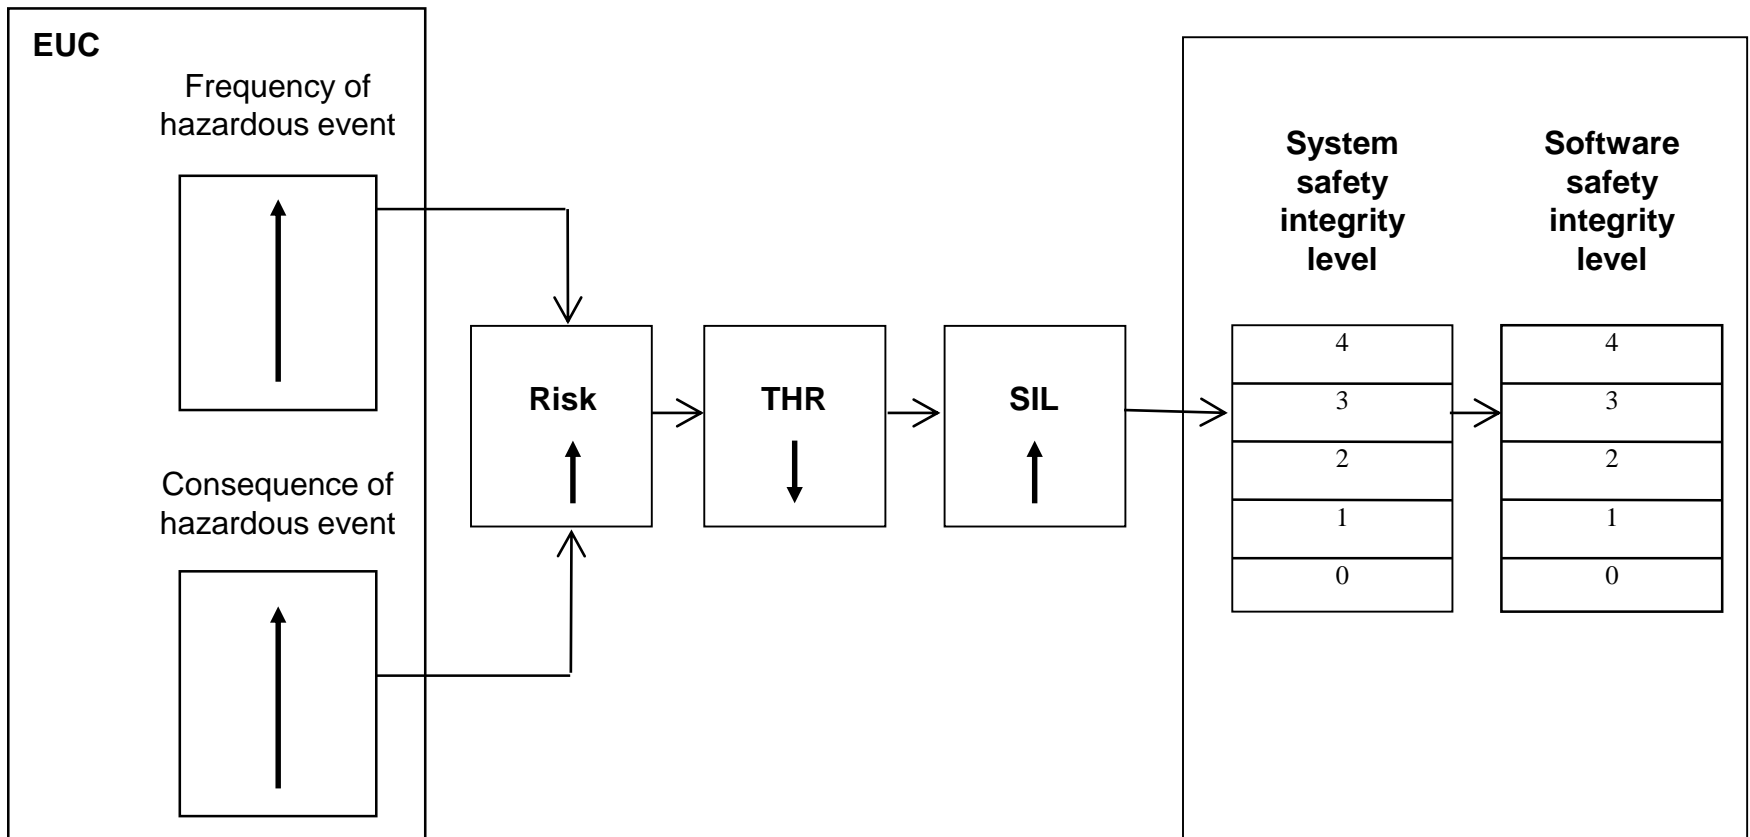 EUC
Frequency of
hazardous event
Consequence of
hazardous event
Risk
THR
SIL
System
safety
integrity
level
4
3
2
1
0
Software
safety
integrity
level
4
3
2
1
0